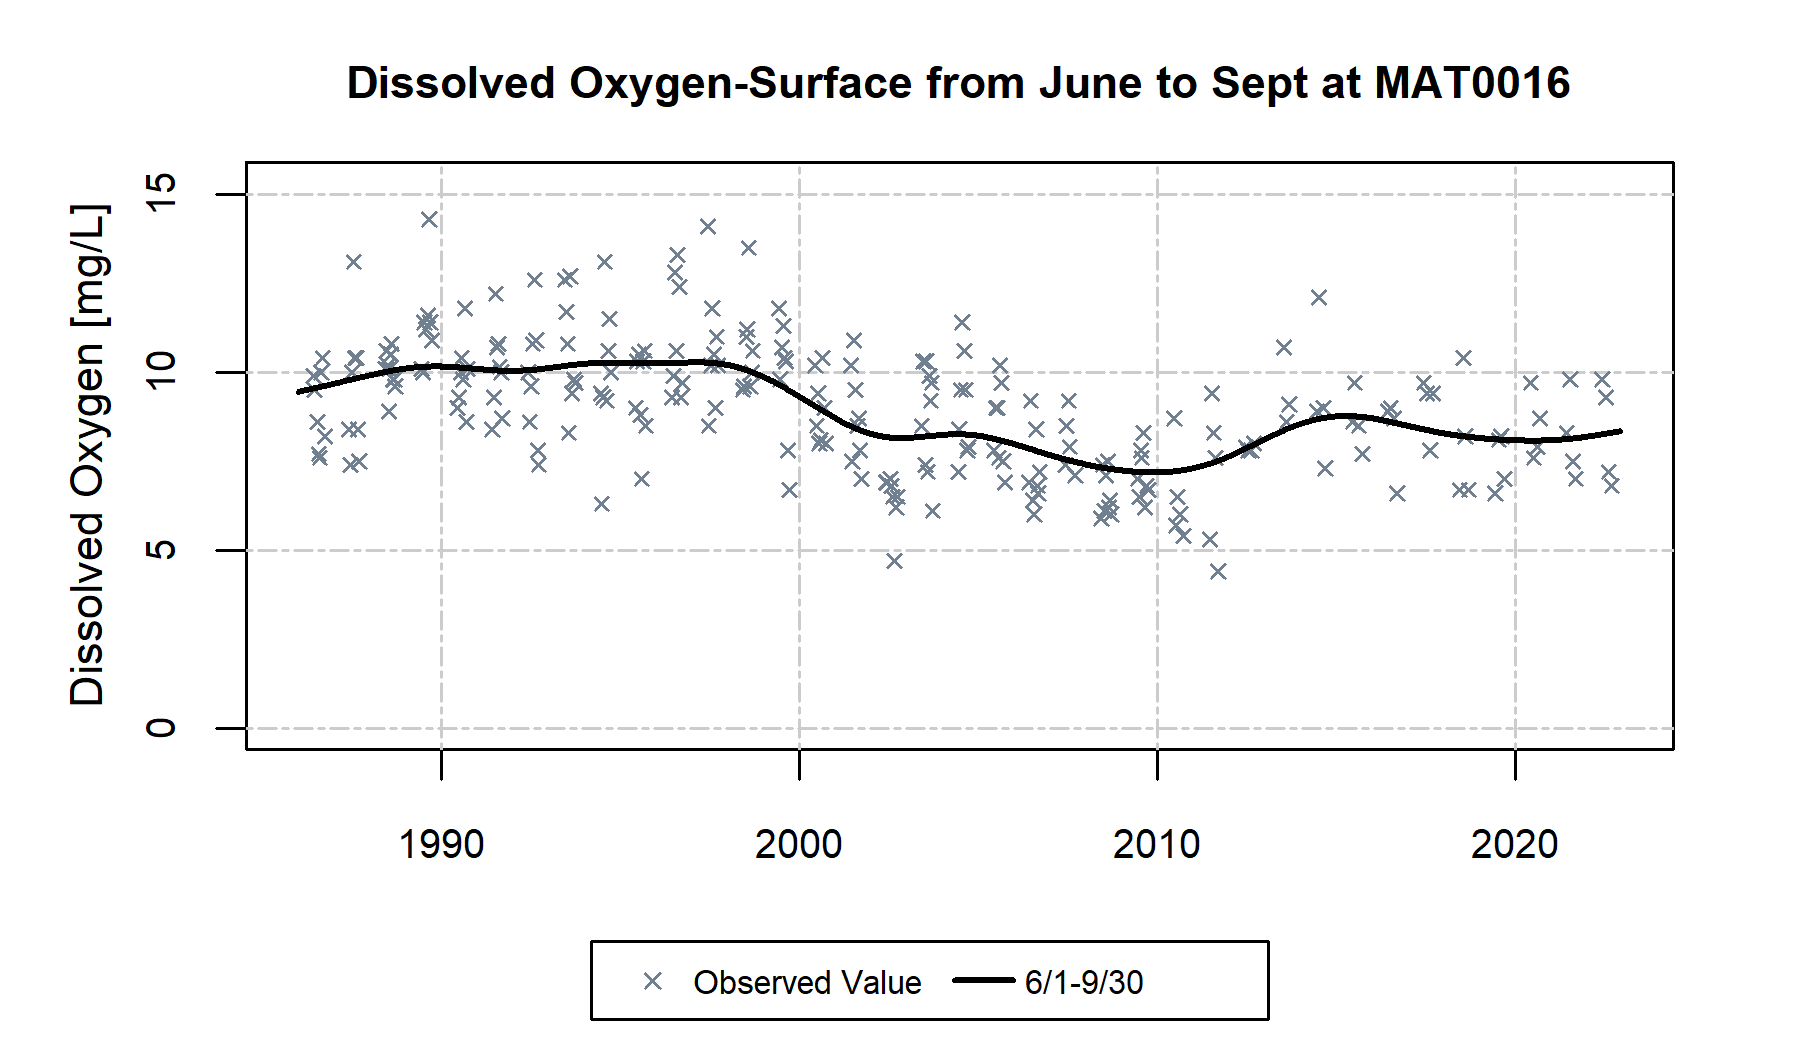 Dissolved Oxygen-Surface from June to Sept at MAT0016
Dissolved Oxygen [mg/L]
15
10
5
0
1990 2000 2010 2020
Observed Value 6/1-9/30